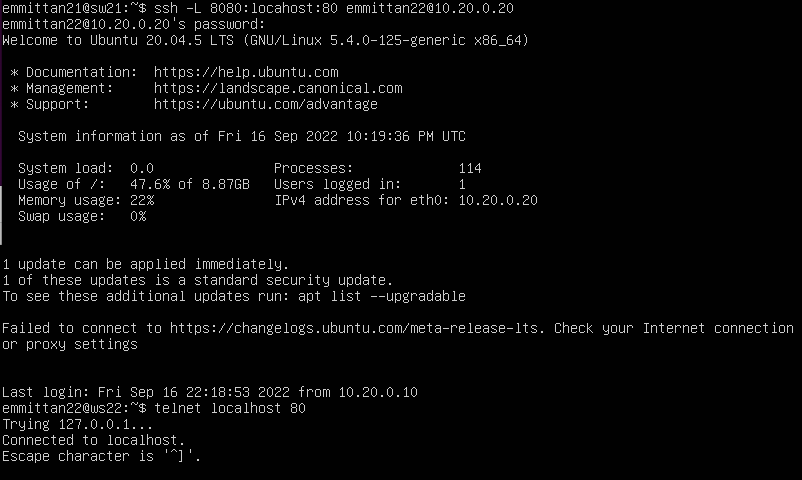 emmittan21@sw21:~$ ssh -L 8080:locahost:80 emmittan22@10.20.0.20
emmittan22@10.20.0.20's password:
Welcome to Ubuntu 20.04.5 LTS (GNU/Linux 5.4.0-125-generic x86_64)
* Documentation:  https://help.ubuntu.com
* Management:     https://landscape.canonical.com
* Support:        https://ubuntu.com/advantage
System information as of Fri 16 Sep 2022 10:19:36 PM UTC
System load:  0.0               Processes:             114
Usage of /:   47.6% of 8.87GB   Users logged in:       1
Memory usage: 22%               IPv4 address for eth0: 10.20.0.20
Swap usage:   0%
1 update can be applied immediately.
1 of these updates is a standard security update.
To see these additional updates run: apt list --upgradable
Failed to connect to https://changelogs.ubuntu.com/meta-release-lts. Check your Internet connection
or proxy settings
Last login: Fri Sep 16 22:18:53 2022 from 10.20.0.10
emmittan22@ws22:~$ telnet localhost 80
Trying 127.0.0.1...
Connected to localhost.
Escape character is '^]'.